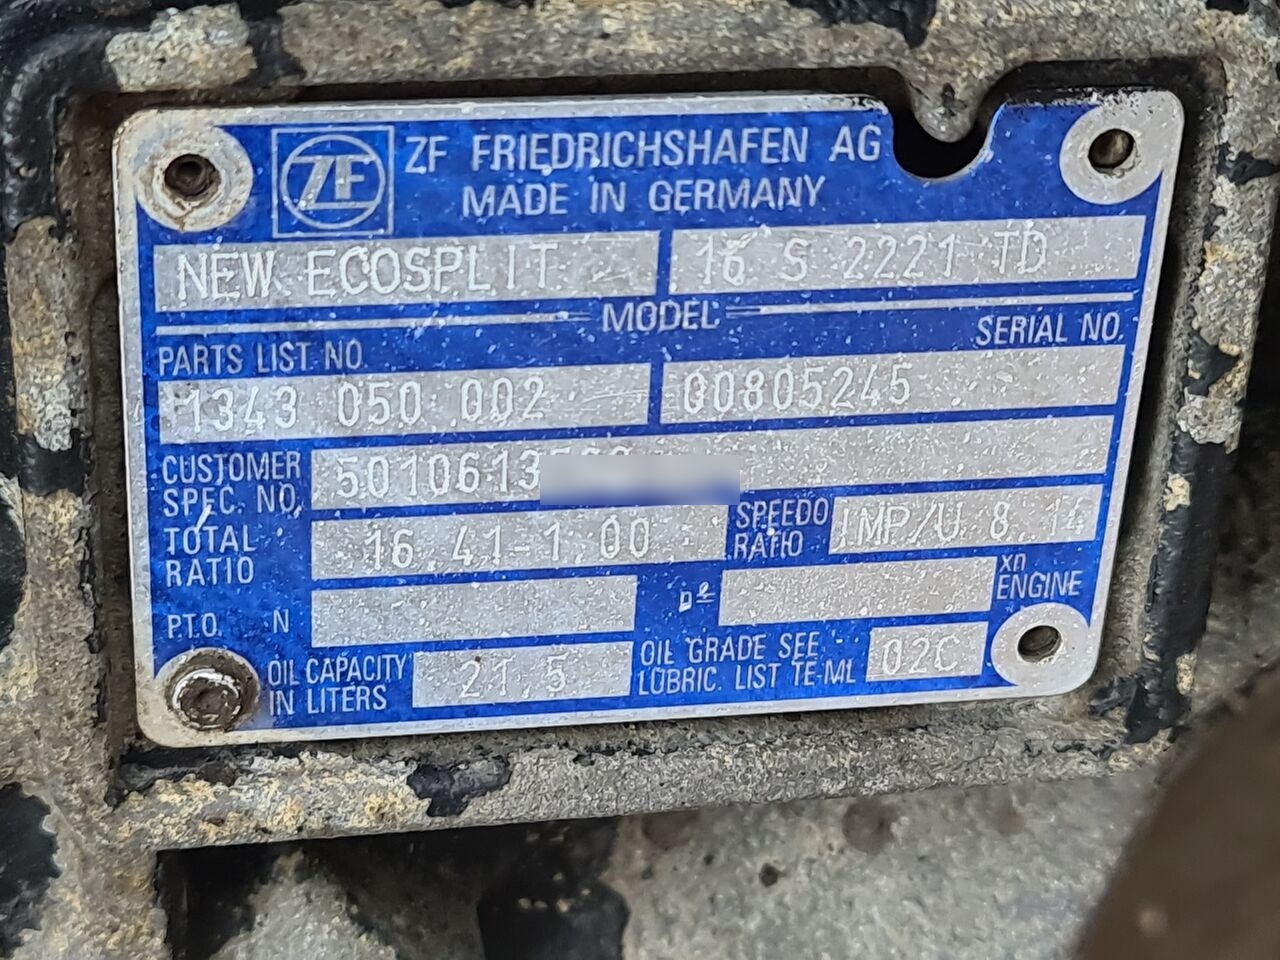 ZF ZF FRIEDRICHSHAFEN AG
MADE IN GERMANY
NEW ECOSPLIT 16 S 2221 TD
MODEL
PARTS LIST NO. SERIAL NO.
1343 050 002 00805245
CUSTOMER SPEC. NO. 5010613
TOTAL RATIO 16,41-1,00 SPEEDO RATIO IMP/U 8,14
P.T.O. N xn ENGINE
OIL CAPACITY IN LITERS 21,5 OIL GRADE SEE LUBRIC. LIST TE-ML 02C